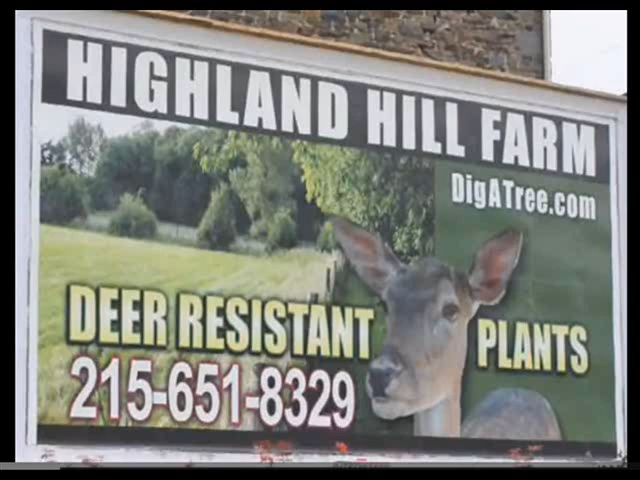 HIGHLAND HILL FARM
DigATree.com
DEER RESISTANT PLANTS
215-651-8329